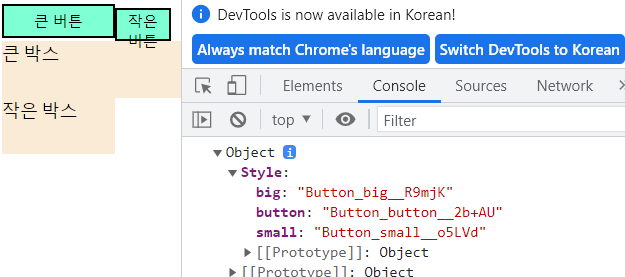 큰 버튼
작은
버튼
큰 박스
작은 박스
DevTools is now available in Korean!
Always match Chrome's language
Switch DevTools to Korean
Elements Console Sources Network
top Filter
Object i
Style:
big: "Button_big__R9mjK"
button: "Button_button__2b+AU"
small: "Button_small__o5LVd"
[[Prototype]]: Object
[[Prototype]]: Object